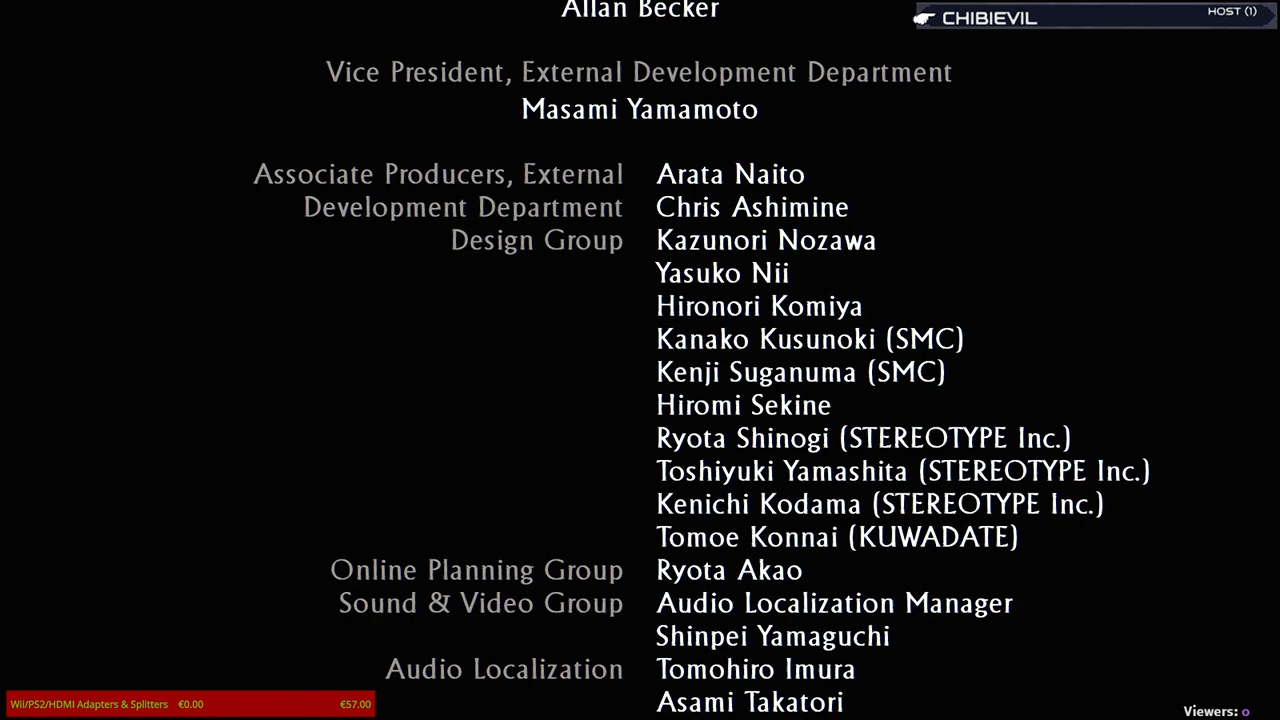 Allan Becker
CHIBIEVIL
HOST (1)
Vice President, External Development Department
Masami Yamamoto
Associate Producers, External Arata Naito
Development Department Chris Ashimine
Design Group Kazunori Nozawa
Yasuko Nii
Hironori Komiya
Kanako Kusunoki (SMC)
Kenji Suganuma (SMC)
Hiromi Sekine
Ryota Shinogi (STEREOTYPE Inc.)
Toshiyuki Yamashita (STEREOTYPE Inc.)
Kenichi Kodama (STEREOTYPE Inc.)
Tomoe Konnai (KUWADATE)
Online Planning Group Ryota Akao
Sound & Video Group Audio Localization Manager
Shinpei Yamaguchi
Audio Localization Tomohiro Imura
Asami Takatori
Wii/PS2/HDMI Adapters & Splitters €0.00 €57.00
Viewers: 0